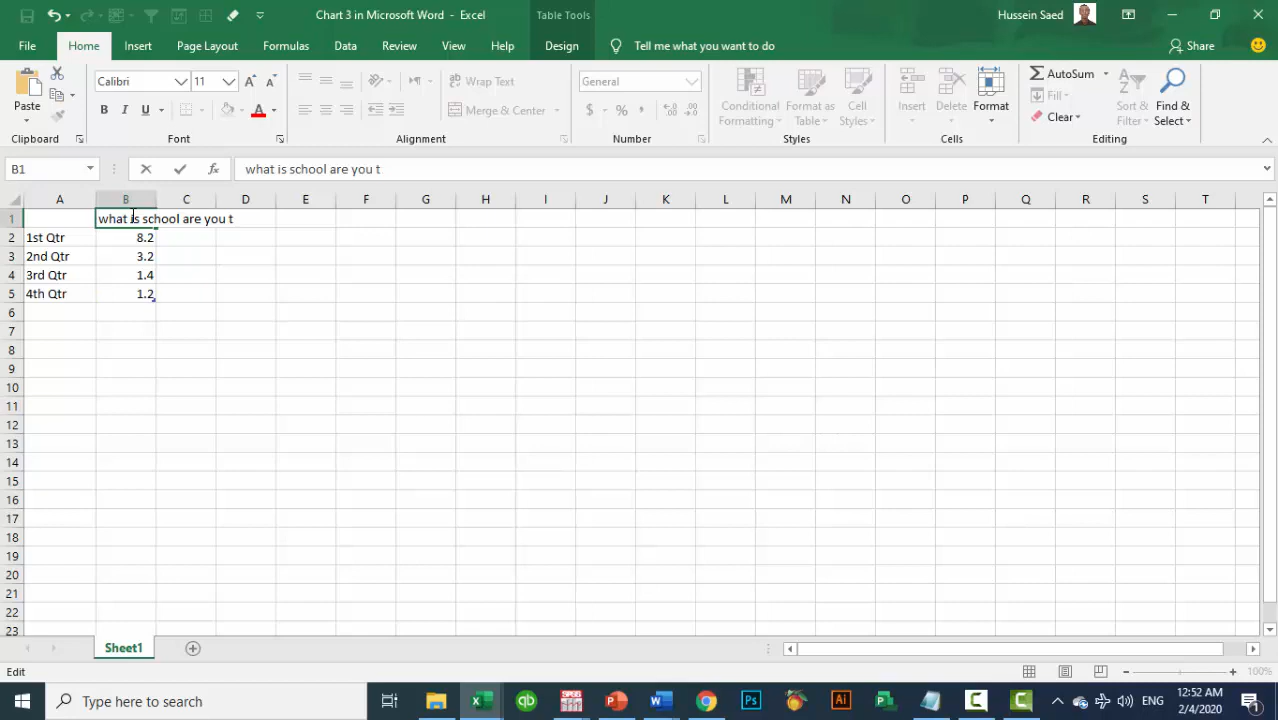 Chart 3 in Microsoft Word - Excel
Table Tools
Hussein Saed
File Home Insert Page Layout Formulas Data Review View Help Design Tell me what you want to do Share
Paste
Calibri 11
B I U A
Wrap Text
Merge & Center
General
$ % ,
Conditional Formatting
Format as Table
Cell Styles
Insert Delete Format
AutoSum
Fill
Clear
Sort & Filter
Find & Select
Clipboard Font Alignment Number Styles Cells Editing
B1 fx what is school are you t
A B C D E F G H I J K L M N O P Q R S T
1 what is school are you t
2 1st Qtr 8.2
3 2nd Qtr 3.2
4 3rd Qtr 1.4
5 4th Qtr 1.2
6
7
8
9
10
11
12
13
14
15
16
17
18
19
20
21
22
23
Sheet1
Edit 100%
Type here to search
Ps Ai ENG
12:52 AM
2/4/2020
1